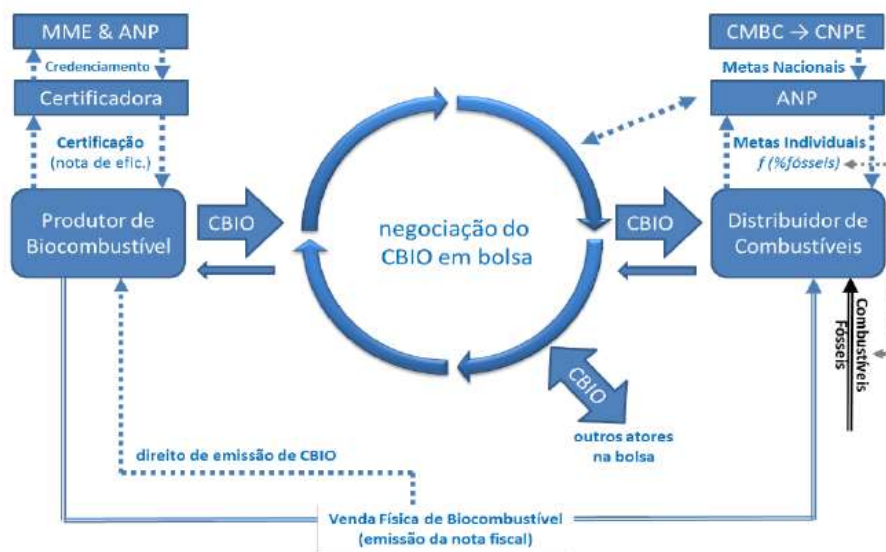 MME & ANP
Credenciamento
Certificadora
Certificação
(nota de efic.)
Produtor de
Biocombustível
CBIO
negociação do
CBIO em bolsa
CBIO
CMBC → CNPE
Metas Nacionais
ANP
Metas Individuais
f (%fósseis)
Distribuidor de
Combustíveis
Combustíveis
Fósseis
CBIO
outros atores
na bolsa
direito de emissão de CBIO
Venda Física de Biocombustível
(emissão da nota fiscal)